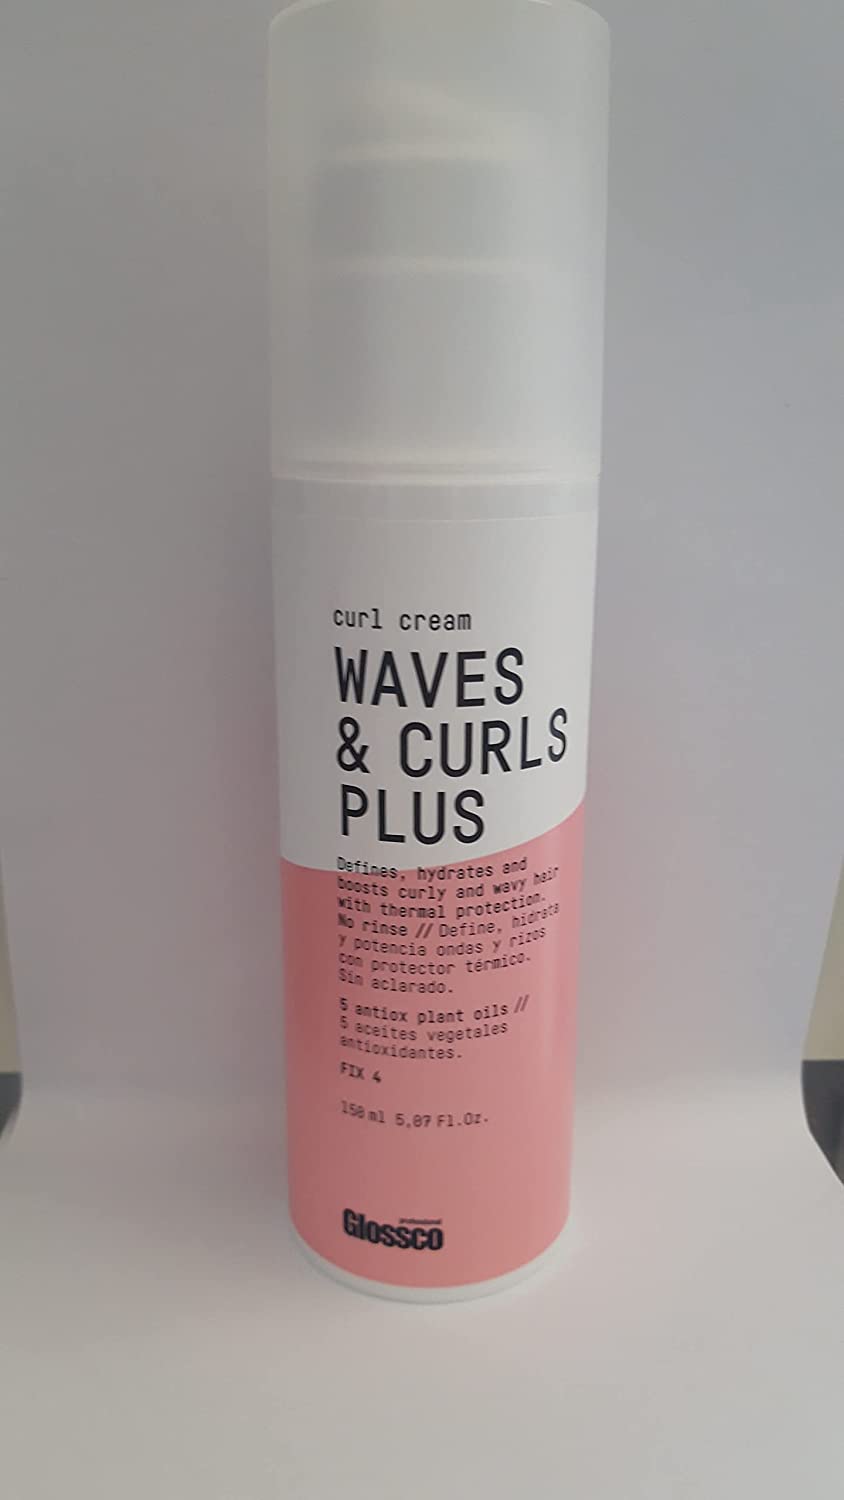 curl cream
WAVES
& CURLS
PLUS
Defines, hydrates and
boosts curly and wavy hair
with thermal protection.
No rinse // Define, hidrata
y potencia ondas y rizos
con protector térmico.
Sin aclarado.
5 antiox plant oils //
5 aceites vegetales
antioxidantes.
FIX 4
150 ml 5,07 Fl.Oz.
professional
Glossco